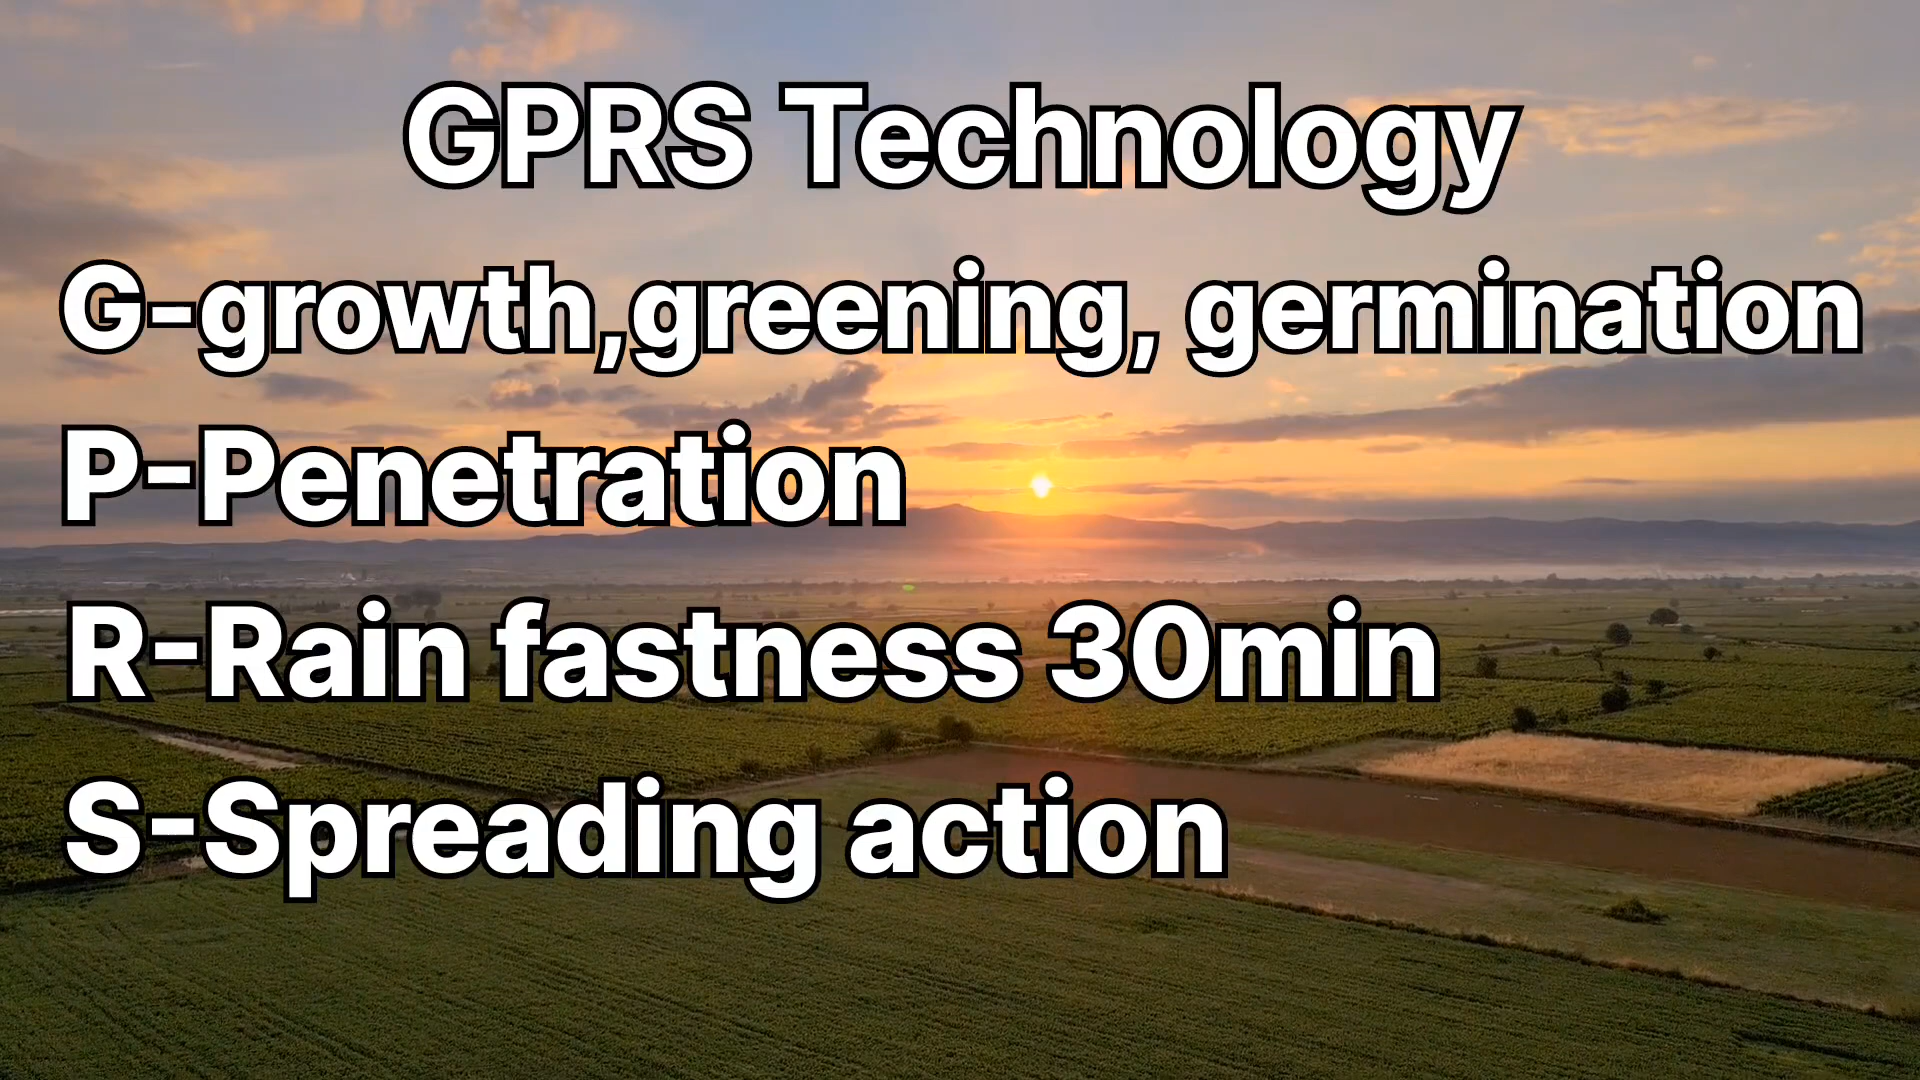 GPRS Technology
G-growth,greening, germination
P-Penetration
R-Rain fastness 30min
S-Spreading action